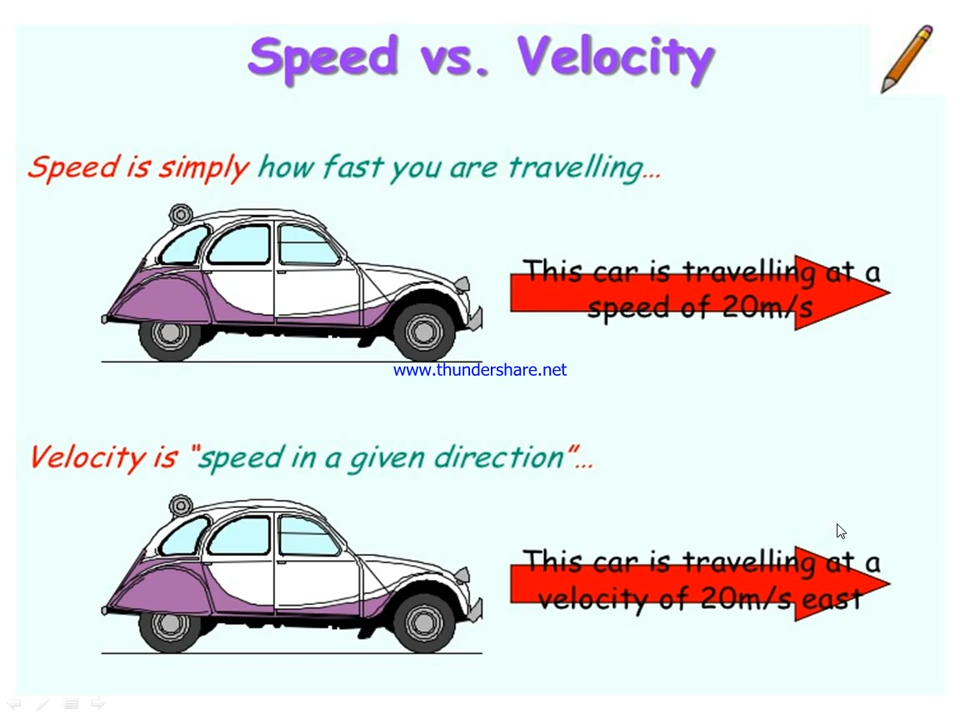 Speed vs. Velocity
Speed is simply how fast you are travelling…
This car is travelling at a
speed of 20m/s
www.thundershare.net
Velocity is “speed in a given direction”…
This car is travelling at a
velocity of 20m/s east